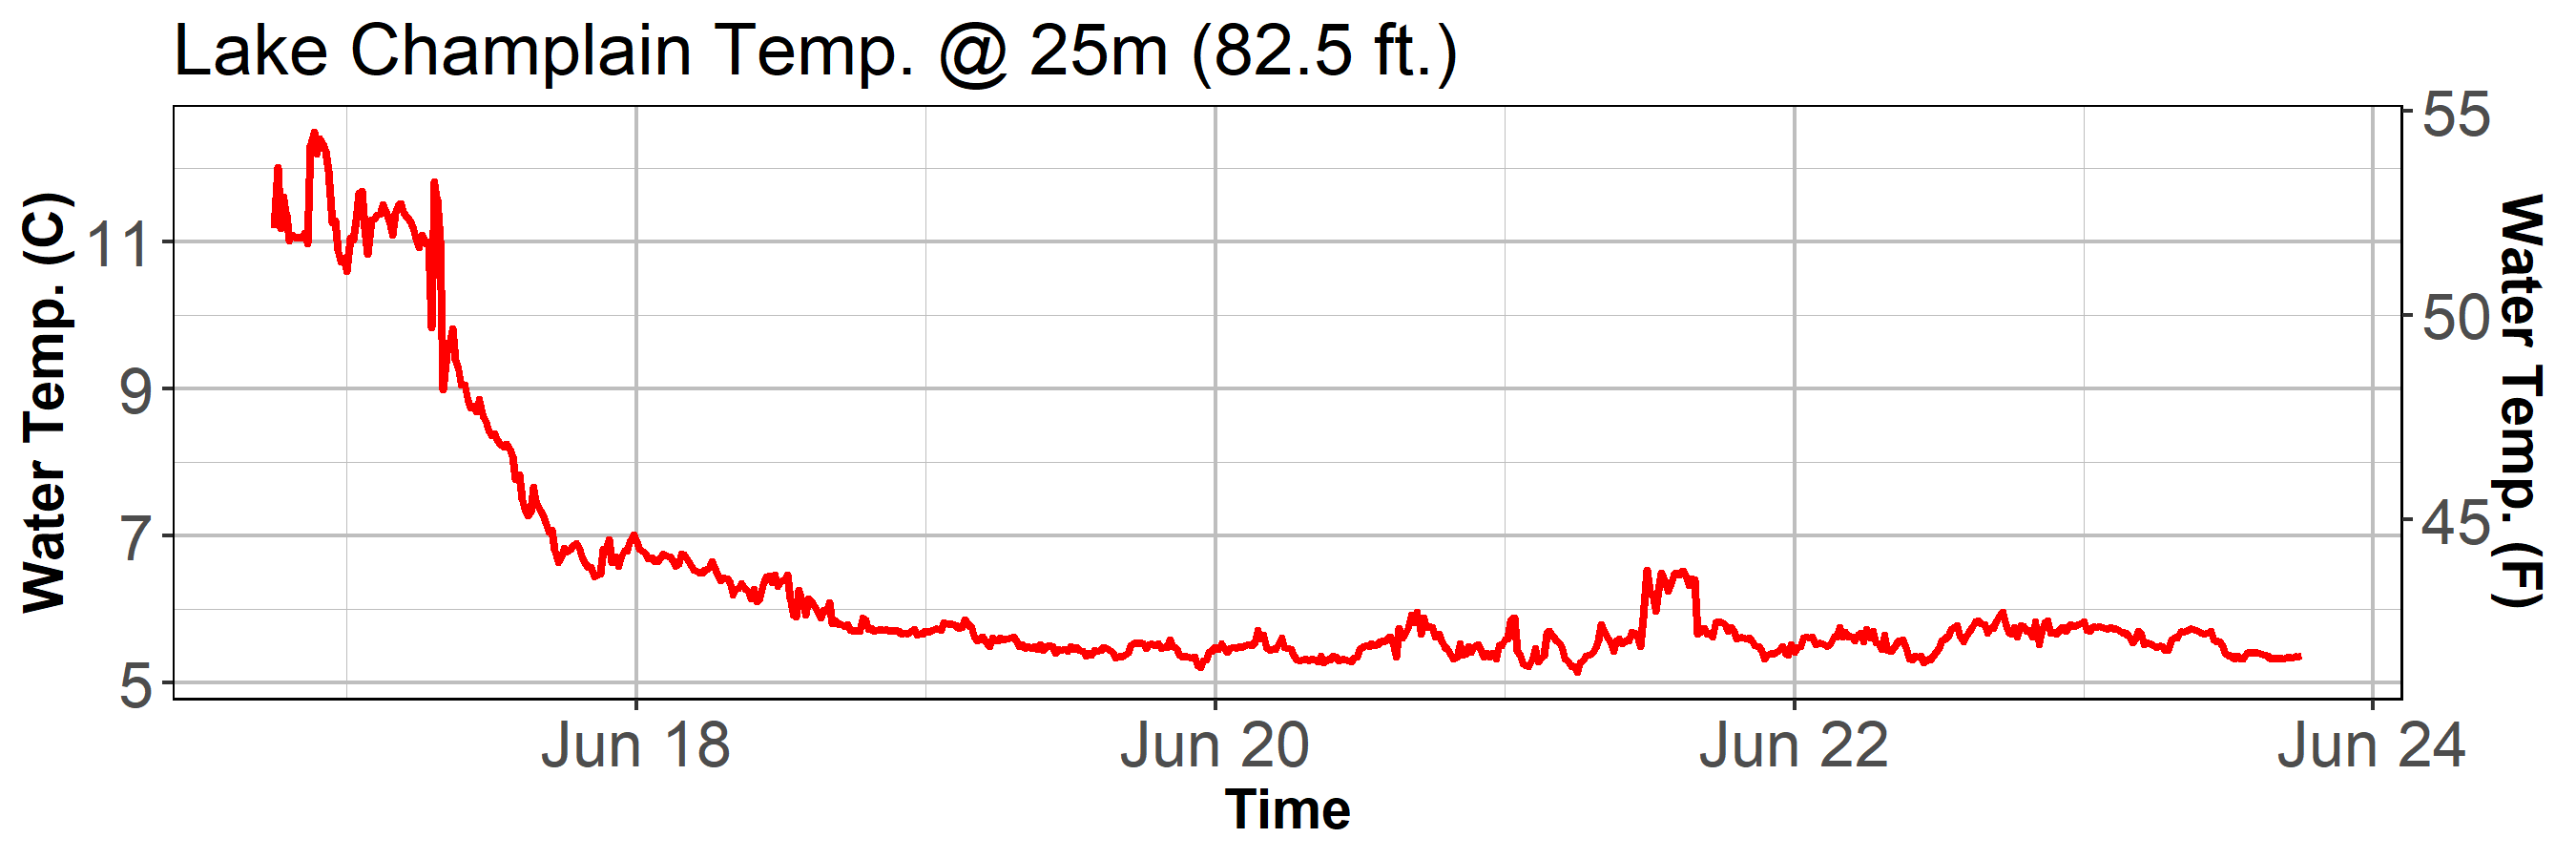 Lake Champlain Temp. @ 25m (82.5 ft.)
Water Temp. (C)
11
9
7
5
55
50
45
Water Temp. (F)
Jun 18 Jun 20 Jun 22 Jun 24
Time